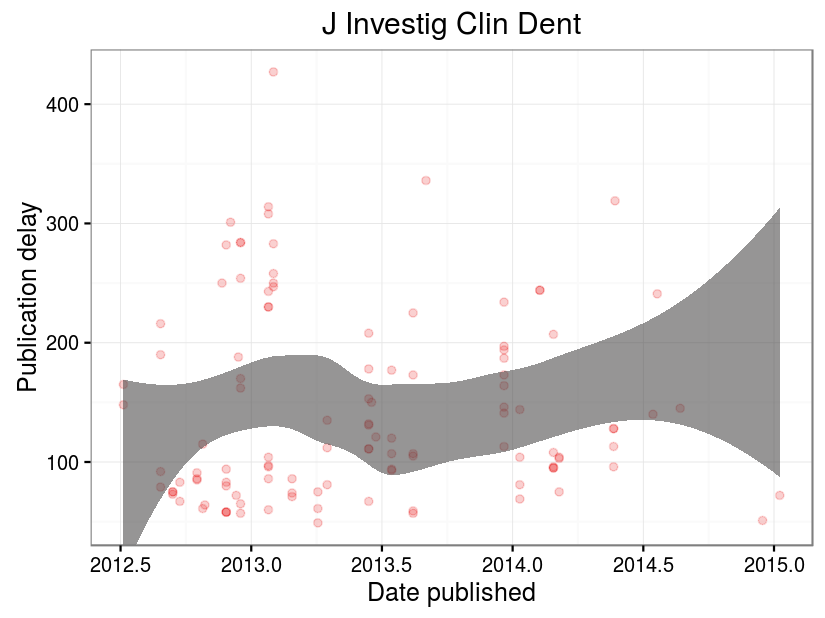 J Investig Clin Dent
Publication delay
400
300
200
100
2012.5 2013.0 2013.5 2014.0 2014.5 2015.0
Date published